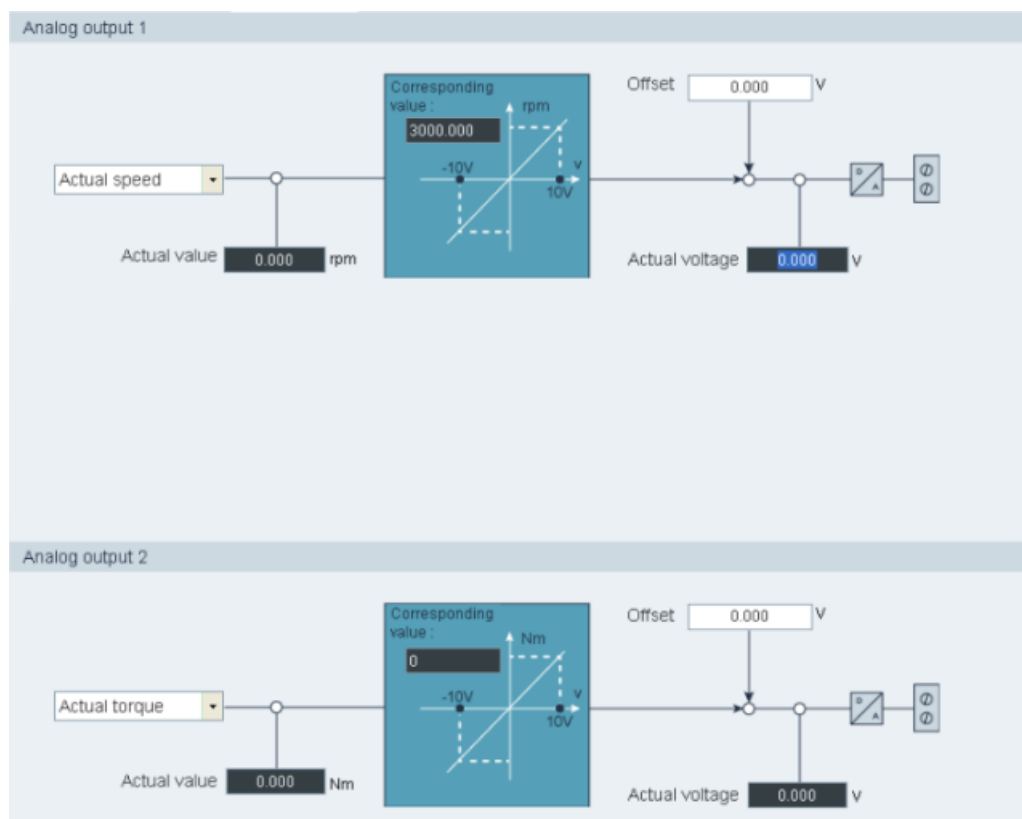 Analog output 1
Corresponding
value :
3000.000
rpm
-10V
v
10V
Offset
0.000
V
Actual speed
D
A
Actual value
0.000
rpm
Actual voltage
0.000
V
Analog output 2
Corresponding
value :
0
Nm
-10V
v
10V
Offset
0.000
V
Actual torque
D
A
Actual value
0.000
Nm
Actual voltage
0.000
V